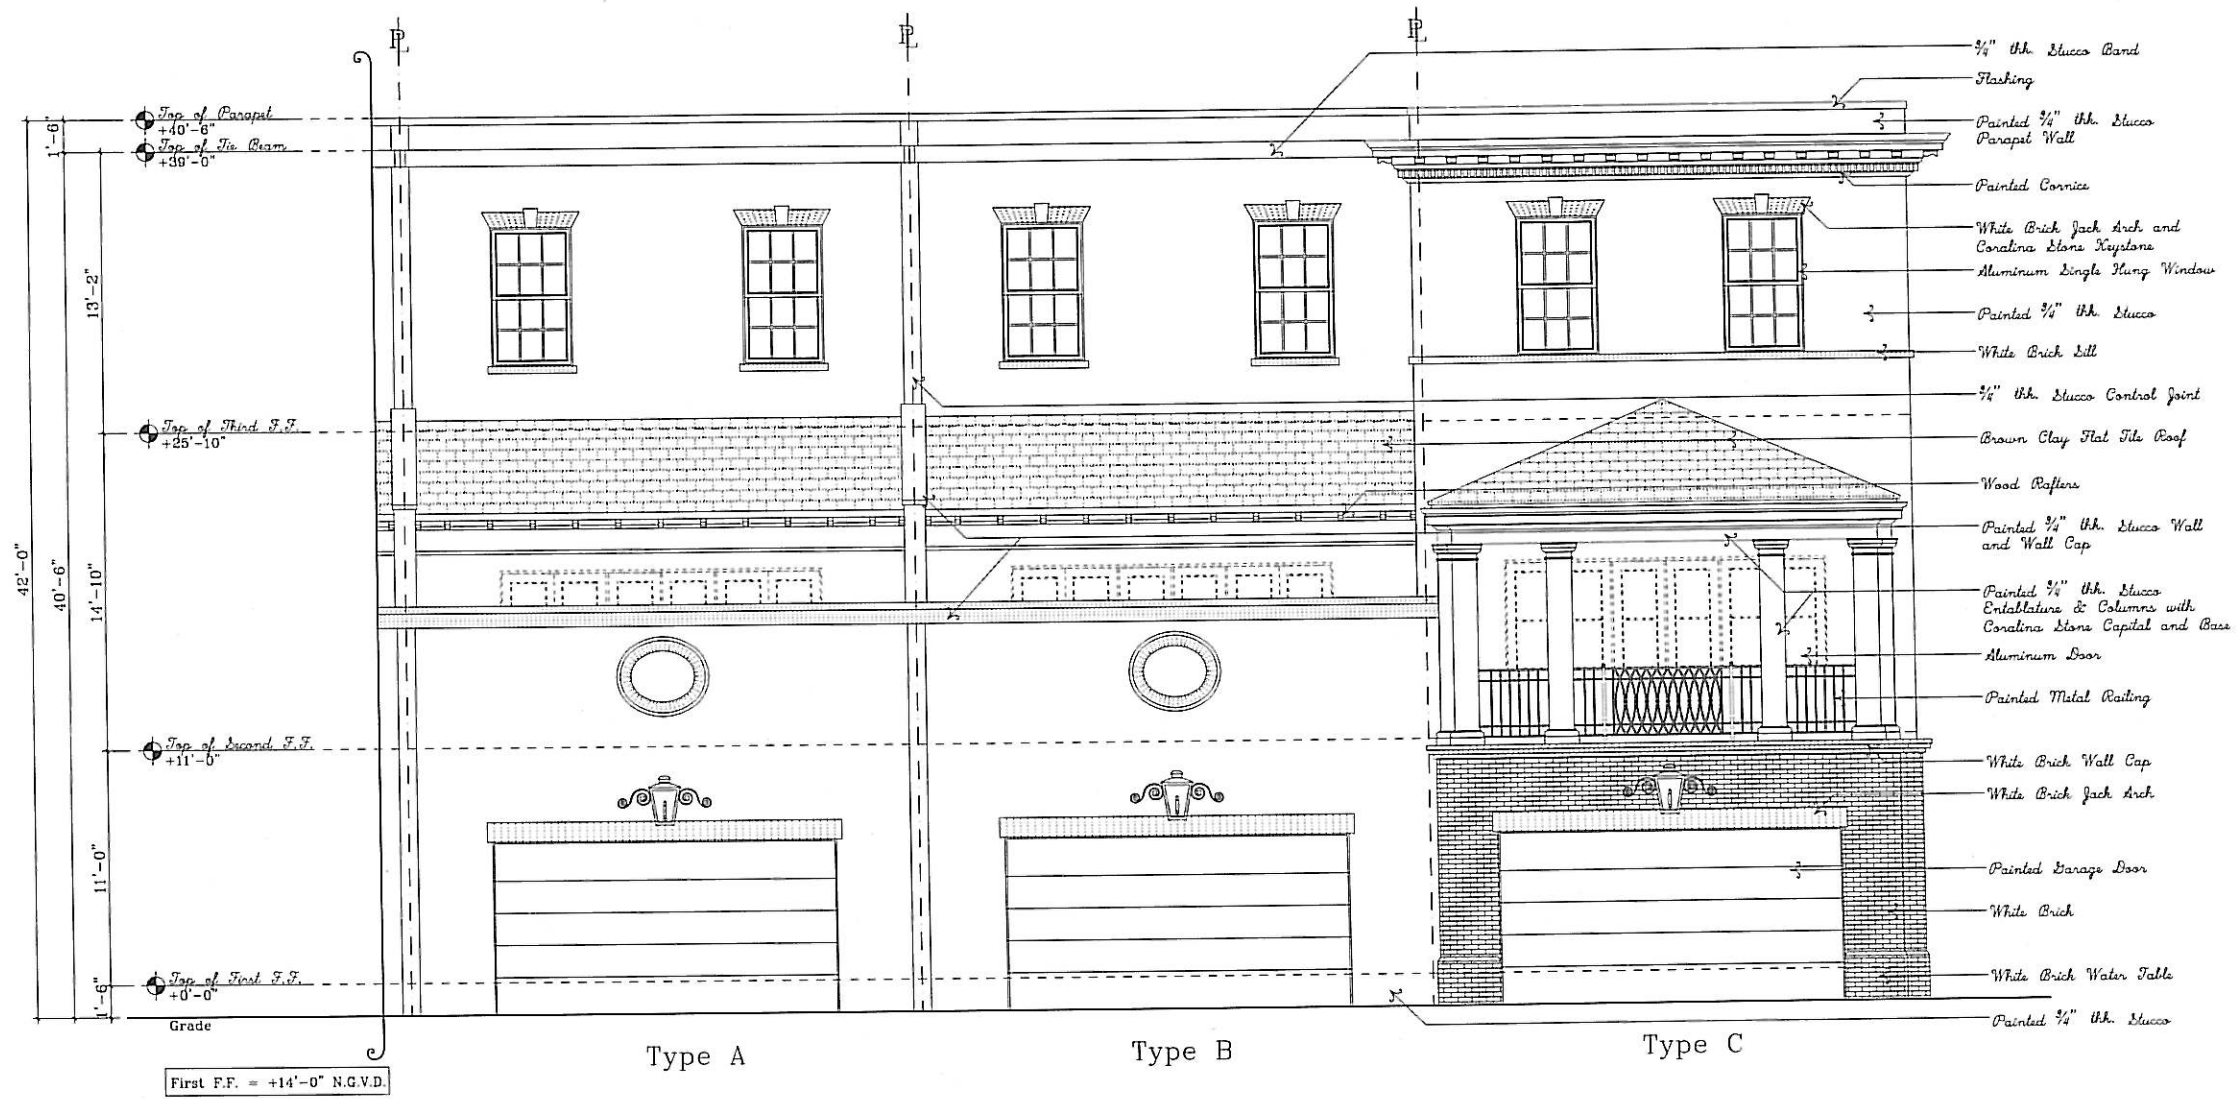 PL
PL
PL
3/4" thk. Stucco Band
Flashing
Painted 3/4" thk. Stucco
Parapet Wall
Painted Cornice
White Brick Jack Arch and
Coralina Stone Keystone
Aluminum Single Hung Window
Painted 3/4" thk. Stucco
White Brick Sill
3/4" thk. Stucco Control Joint
Brown Clay Flat Tile Roof
Wood Rafters
Painted 3/4" thk. Stucco Wall
and Wall Cap
Painted 3/4" thk. Stucco
Entablature & Columns with
Coralina Stone Capital and Base
Aluminum Door
Painted Metal Railing
White Brick Wall Cap
White Brick Jack Arch
Painted Garage Door
White Brick
White Brick Water Table
Painted 3/4" thk. Stucco
Top of Parapet
+40'-6"
Top of Tie Beam
+39'-0"
Top of Third F.F.
+25'-10"
Top of Second F.F.
+11'-0"
Top of First F.F.
+0'-0"
Grade
1'-6"
13'-2"
14'-10"
11'-0"
1'-6"
40'-6"
42'-0"
Type A
Type B
Type C
First F.F. = +14'-0" N.G.V.D.